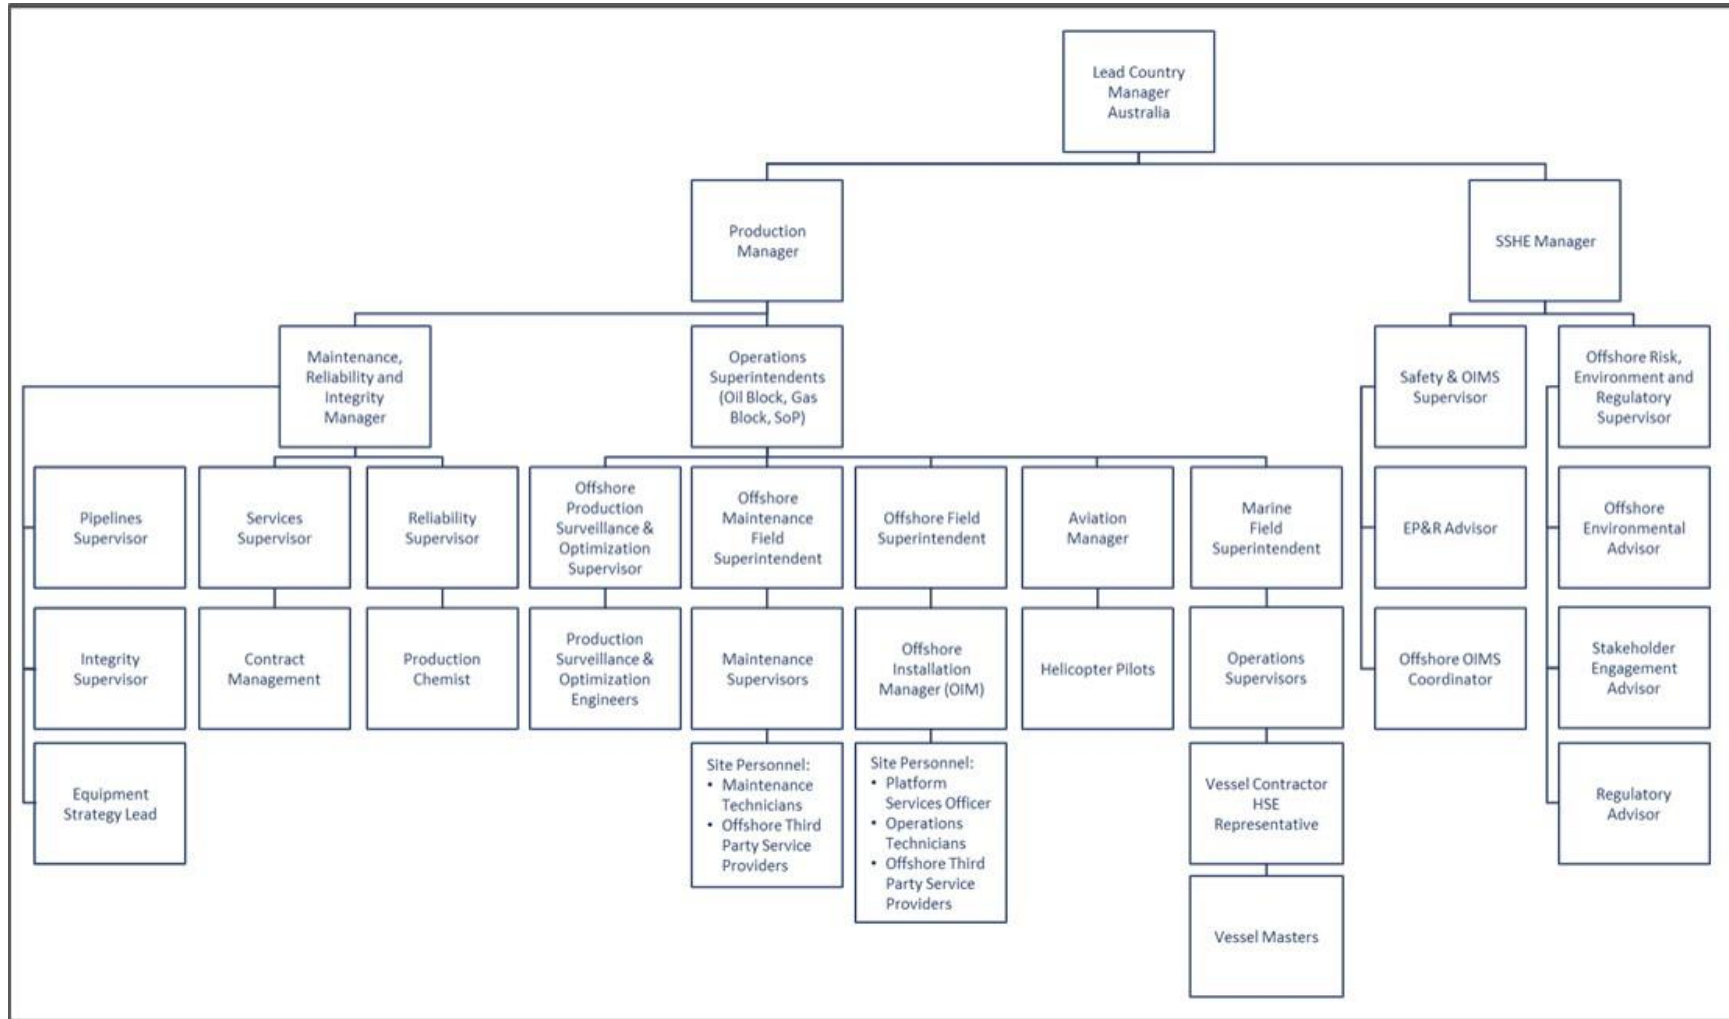 Lead Country
Manager
Australia
Production
Manager
SSHE Manager
Maintenance,
Reliability and
Integrity
Manager
Operations
Superintendents
(Oil Block, Gas
Block, SoP)
Safety & OIMS
Supervisor
Offshore Risk,
Environment and
Regulatory
Supervisor
Pipelines
Supervisor
Services
Supervisor
Reliability
Supervisor
Offshore
Production
Surveillance &
Optimization
Supervisor
Offshore
Maintenance
Field
Superintendent
Offshore Field
Superintendent
Aviation
Manager
Marine
Field
Superintendent
EP&R Advisor
Offshore
Environmental
Advisor
Integrity
Supervisor
Contract
Management
Production
Chemist
Production
Surveillance &
Optimization
Engineers
Maintenance
Supervisors
Offshore
Installation
Manager (OIM)
Helicopter Pilots
Operations
Supervisors
Offshore OIMS
Coordinator
Stakeholder
Engagement
Advisor
Equipment
Strategy Lead
Site Personnel:
• Maintenance
Technicians
• Offshore Third
Party Service
Providers
Site Personnel:
• Platform
Services Officer
• Operations
Technicians
• Offshore Third
Party Service
Providers
Vessel Contractor
HSE
Representative
Regulatory
Advisor
Vessel Masters